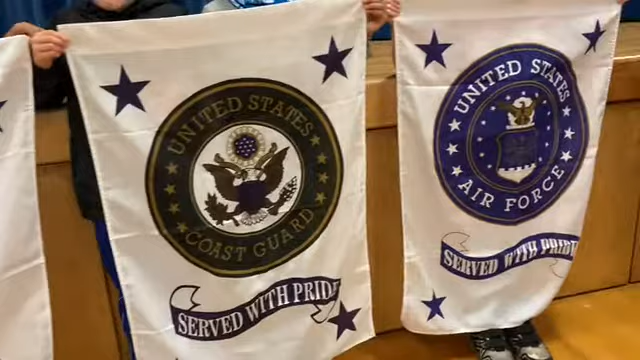 UNITED STATES
COAST GUARD
SERVED WITH PRIDE
UNITED STATES
AIR FORCE
SERVED WITH PRIDE